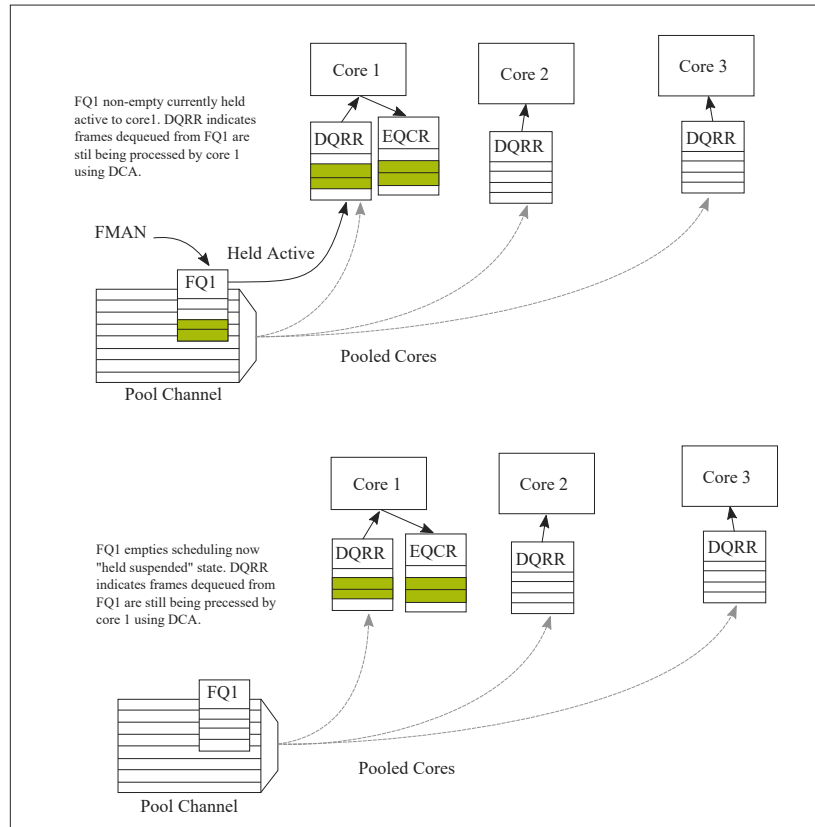 Core 1
Core 2
Core 3
FQ1 non-empty currently held
active to core1. DQRR indicates
frames dequeued from FQ1 are
still being processed by core 1
using DCA.
DQRR
EQCR
DQRR
DQRR
FMAN
Held Active
FQ1
Pooled Cores
Pool Channel
Core 1
Core 2
Core 3
FQ1 empties scheduling now
"held suspended" state. DQRR
indicates frames dequeued from
FQ1 are still being precessed by
core 1 using DCA.
DQRR
EQCR
DQRR
DQRR
FQ1
Pooled Cores
Pool Channel